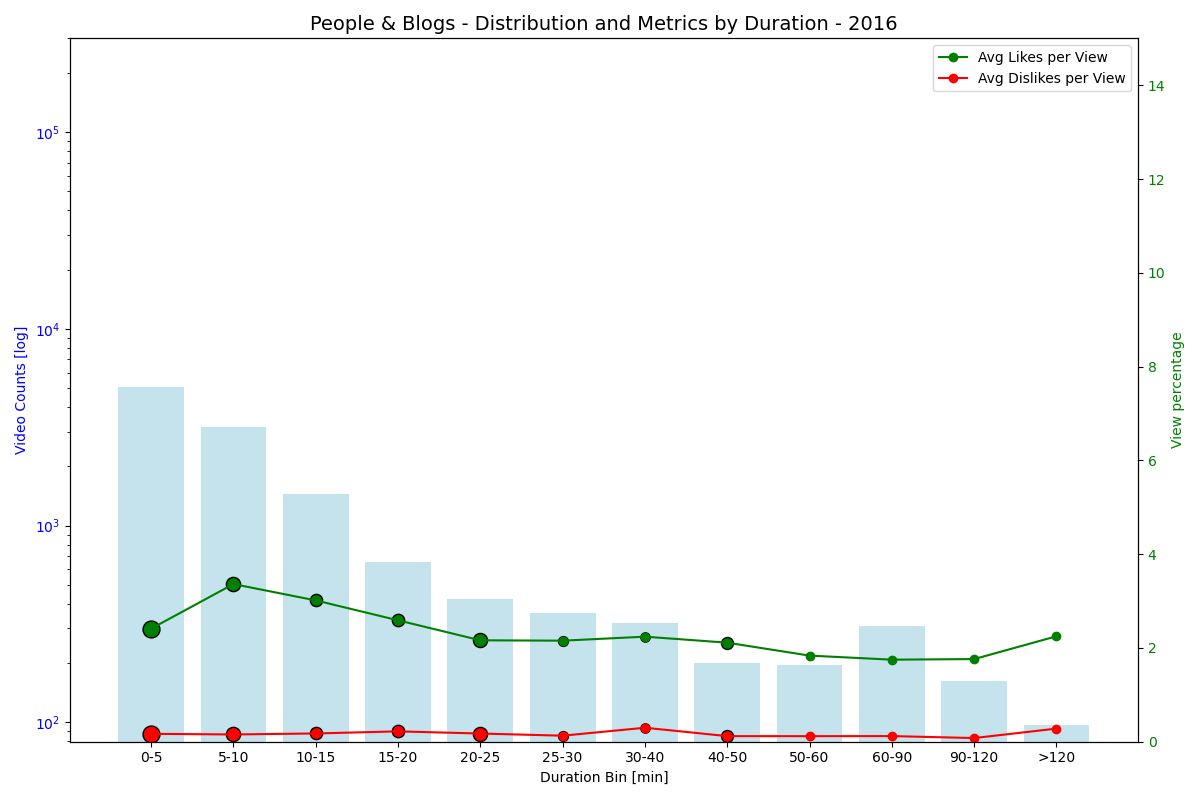 People & Blogs - Distribution and Metrics by Duration - 2016
Avg Likes per View
Avg Dislikes per View
Video Counts [log]
10^5
10^4
10^3
10^2
View percentage
14
12
10
8
6
4
2
0
0-5 5-10 10-15 15-20 20-25 25-30 30-40 40-50 50-60 60-90 90-120 >120
Duration Bin [min]